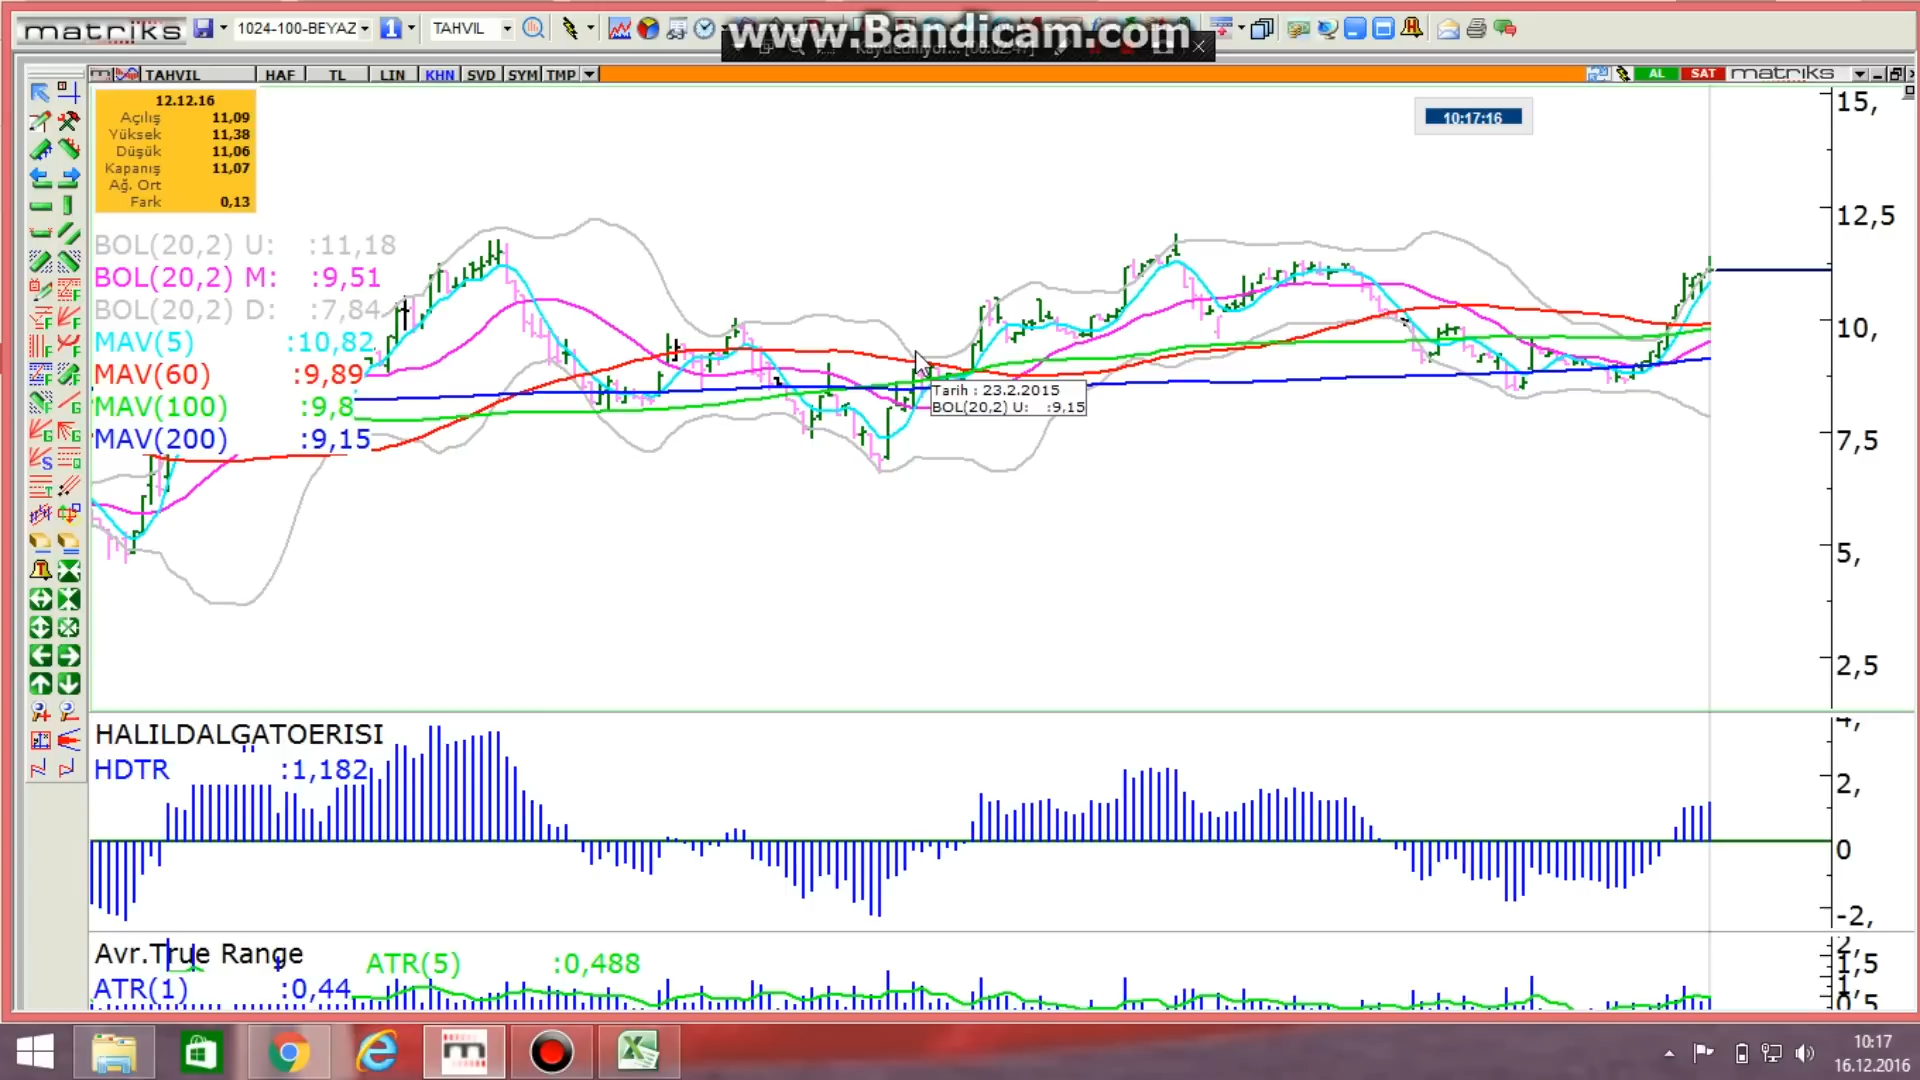 matriks 1024-100-BEYAZ 1 TAHVIL
www.Bandicam.com
TAHVIL HAF TL LIN KHN SVD SYM TMP AL SAT matriks
12.12.16
Açılış 11,09
Yüksek 11,38
Düşük 11,06
Kapanış 11,07
Ağ. Ort
Fark 0,13
10:17:16
BOL(20,2) U: :11,18
BOL(20,2) M: :9,51
BOL(20,2) D: :7,84
MAV(5) :10,82
MAV(60) :9,89
MAV(100) :9,8
MAV(200) :9,15
Tarih : 23.2.2015
BOL(20,2) U: :9,15
15,
12,5
10,
7,5
5,
2,5
HALILDALGATOERISI
HDTR :1,182
4,
2,
0
-2,
Avr.True Range
ATR(5) :0,488
ATR(1) :0,44
2,
1,5
1,
0,5
10:17
16.12.2016